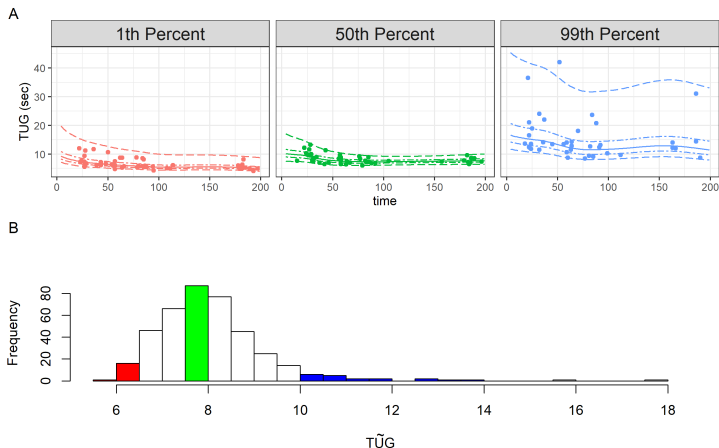 A
1th Percent 50th Percent 99th Percent
TUG (sec)
40
30
20
10
0 50 100 150 200 0 50 100 150 200 0 50 100 150 200
time
B
Frequency
80
60
40
20
0
6 8 10 12 14 16 18
TŨG